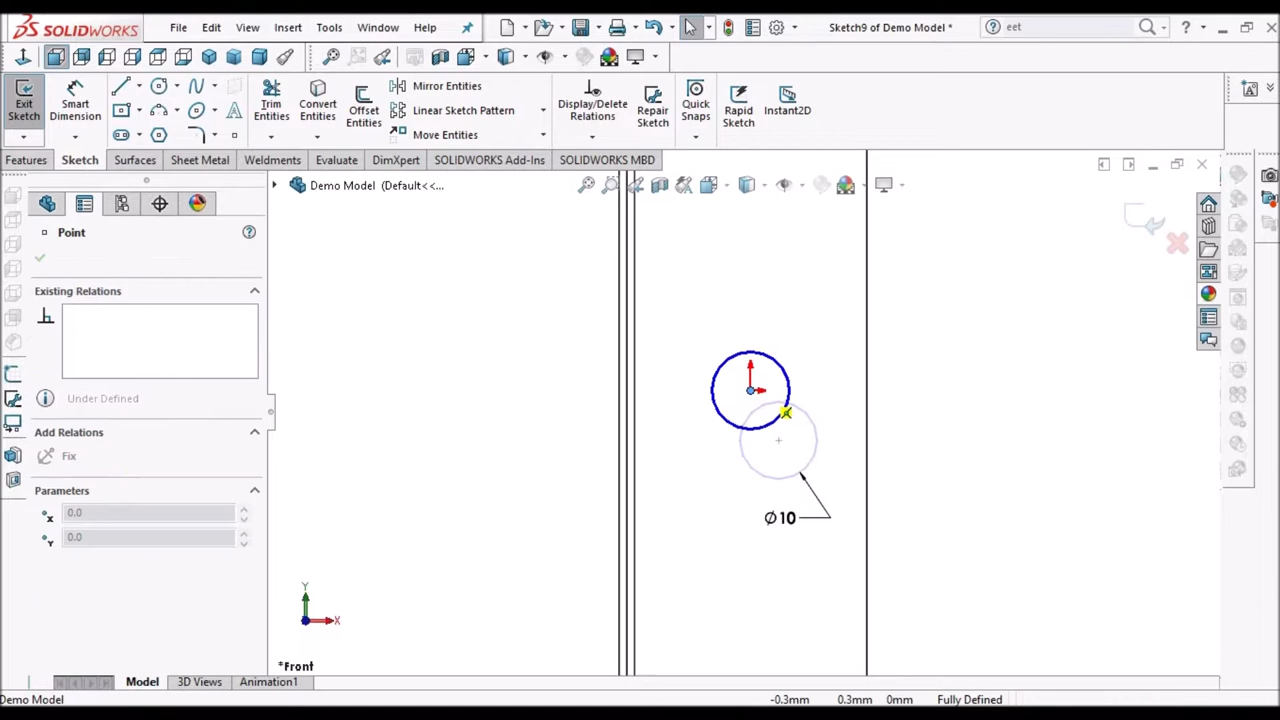 SOLIDWORKS File Edit View Insert Tools Window Help Sketch9 of Demo Model * eet
Exit Sketch Smart Dimension Trim Entities Convert Entities Offset Entities Mirror Entities Linear Sketch Pattern Move Entities Display/Delete Relations Repair Sketch Quick Snaps Rapid Sketch Instant2D
Features Sketch Surfaces Sheet Metal Weldments Evaluate DimXpert SOLIDWORKS Add-Ins SOLIDWORKS MBD
Demo Model (Default<<...
Point
Existing Relations
Under Defined
Add Relations
Fix
Parameters
x 0.0
Y 0.0
Ø10
Y
X
*Front
Model 3D Views Animation1
Demo Model -0.3mm 0.3mm 0mm Fully Defined